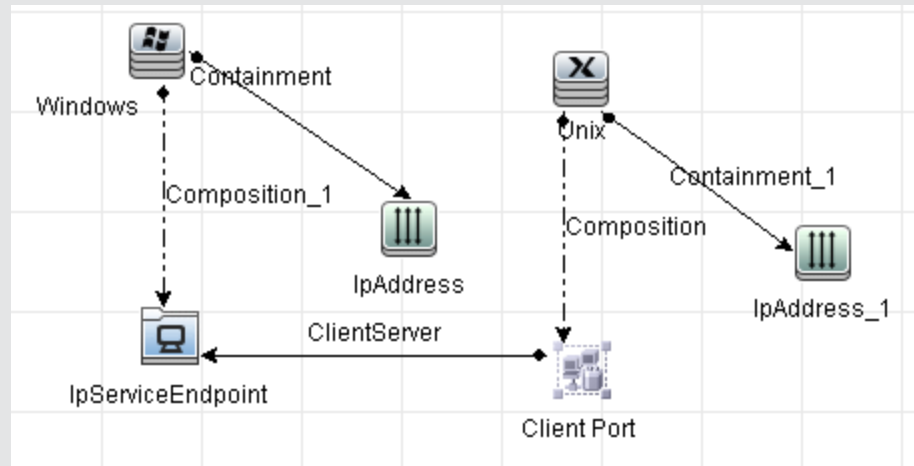 Containment
Windows
Unix
Composition_1
Containment_1
Composition
IpAddress
IpAddress_1
ClientServer
IpServiceEndpoint
Client Port